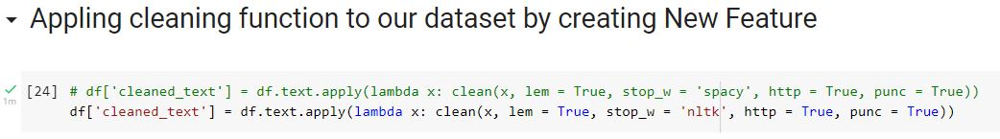 Appling cleaning function to our dataset by creating New Feature
[24] # df['cleaned_text'] = df.text.apply(lambda x: clean(x, lem = True, stop_w = 'spacy', http = True, punc = True))
1m df['cleaned_text'] = df.text.apply(lambda x: clean(x, lem = True, stop_w = 'nltk', http = True, punc = True))